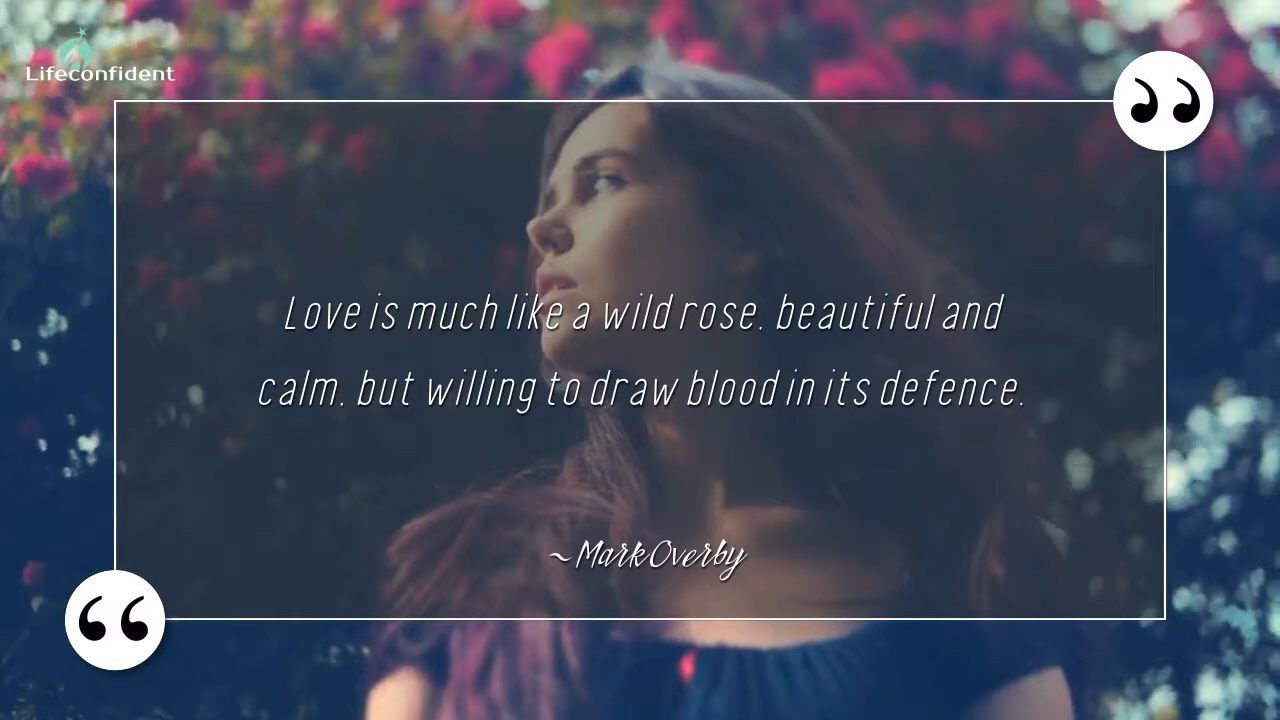 Lifeconfident
Love is much like a wild rose, beautiful and
calm, but willing to draw blood in its defence.
~Mark Overby